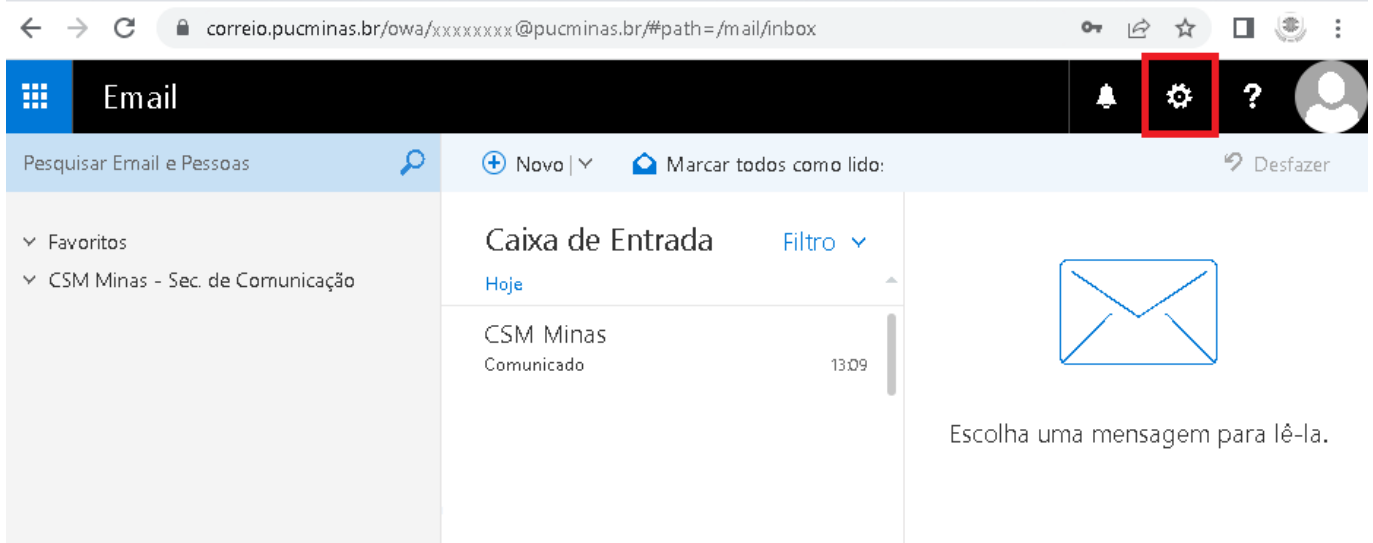 correio.pucminas.br/owa/xxxxxxxx@pucminas.br/#path=/mail/inbox
Email
?
Pesquisar Email e Pessoas
Novo
Marcar todos como lido:
Desfazer
Favoritos
CSM Minas - Sec. de Comunicação
Caixa de Entrada
Filtro
Hoje
CSM Minas
Comunicado
13:09
Escolha uma mensagem para lê-la.